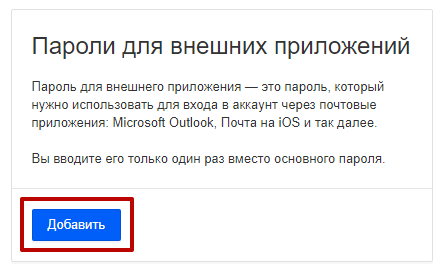 Пароли для внешних приложений
Пароль для внешнего приложения — это пароль, который
нужно использовать для входа в аккаунт через почтовые
приложения: Microsoft Outlook, Почта на iOS и так далее.
Вы вводите его только один раз вместо основного пароля.
Добавить